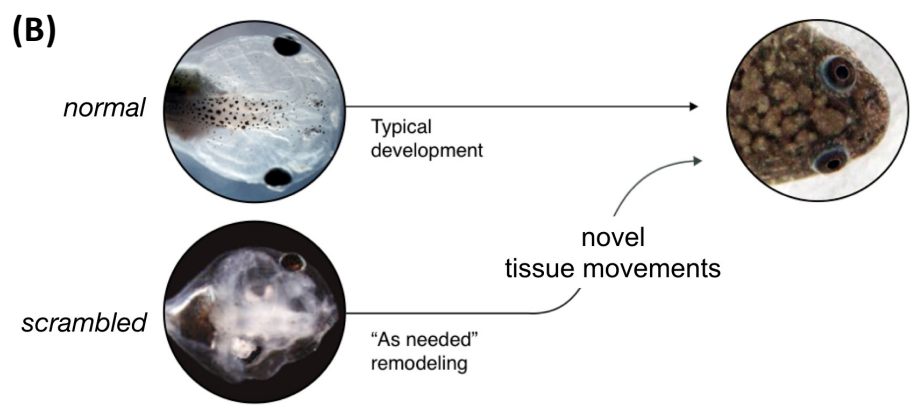 (B)
normal
Typical
development
novel
tissue movements
scrambled
“As needed”
remodeling